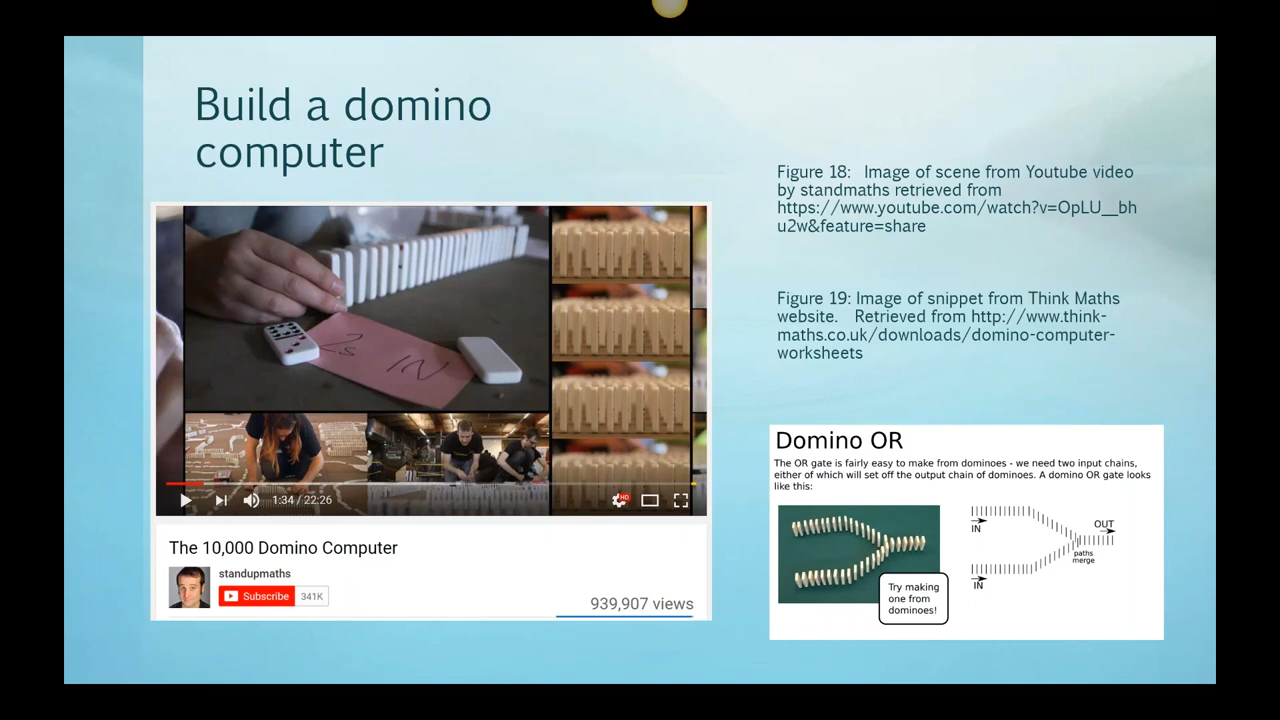 Build a domino
computer
2s IN
1:34 / 22:26
HD
The 10,000 Domino Computer
standupmaths
Subscribe 341K
939,907 views
Figure 18: Image of scene from Youtube video
by standmaths retrieved from
https://www.youtube.com/watch?v=OpLU__bh
u2w&feature=share
Figure 19: Image of snippet from Think Maths
website. Retrieved from http://www.think-
maths.co.uk/downloads/domino-computer-
worksheets
Domino OR
The OR gate is fairly easy to make from dominoes - we need two input chains,
either of which will set off the output chain of dominoes. A domino OR gate looks
like this:
Try making
one from
dominoes!
IN
OUT
paths
merge
IN